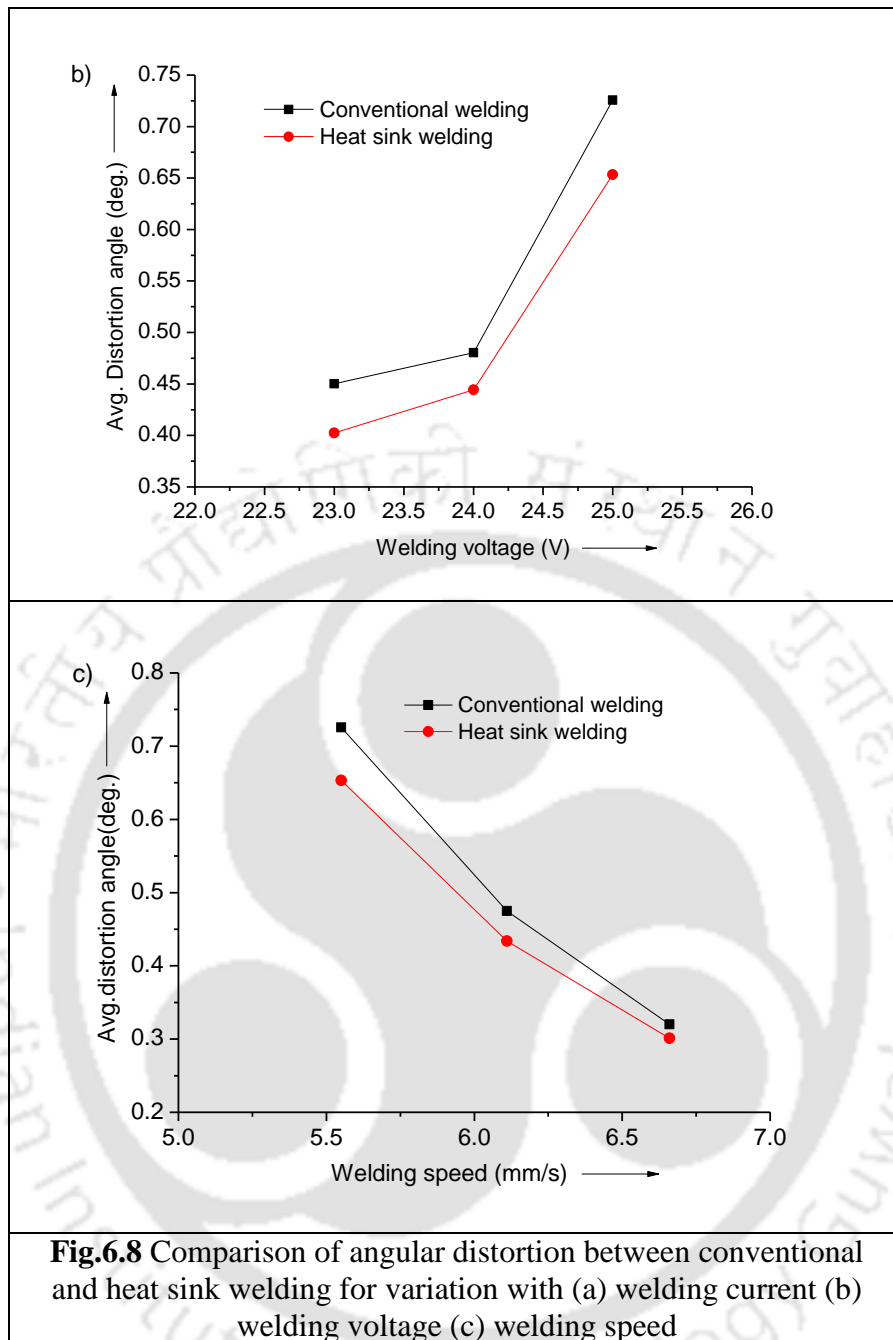 b)
0.75
0.70
0.65
0.60
0.55
0.50
0.45
0.40
0.35
Avg. Distortion angle (deg.)
Conventional welding
Heat sink welding
22.0 22.5 23.0 23.5 24.0 24.5 25.0 25.5 26.0
Welding voltage (V)
c)
0.8
0.7
0.6
0.5
0.4
0.3
0.2
Avg.distortion angle(deg.)
Conventional welding
Heat sink welding
5.0 5.5 6.0 6.5 7.0
Welding speed (mm/s)
Fig.6.8 Comparison of angular distortion between conventional
and heat sink welding for variation with (a) welding current (b)
welding voltage (c) welding speed